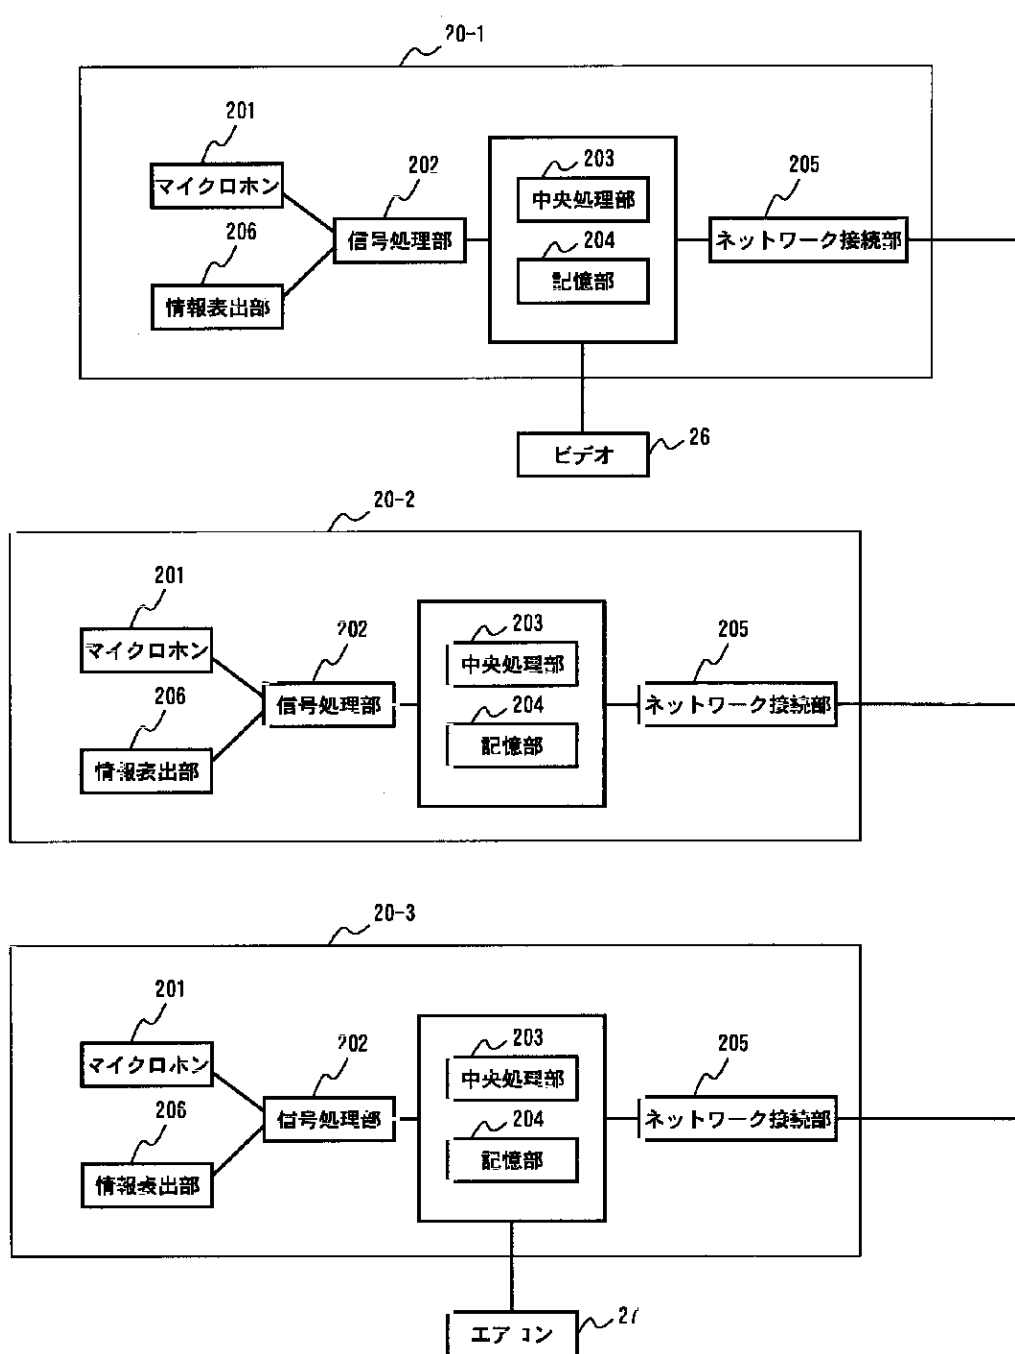 20-1
201
マイクロホン
202
信号処理部
206
情報表出部
203
中央処理部
204
記憶部
205
ネットワーク接続部
ビデオ
26
20-2
201
マイクロホン
202
信号処理部
206
情報表出部
203
中央処理部
204
記憶部
205
ネットワーク接続部
20-3
201
マイクロホン
202
信号処理部
206
情報表出部
203
中央処理部
204
記憶部
205
ネットワーク接続部
エアコン
27